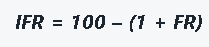 IFR = 100 – (1 + FR)